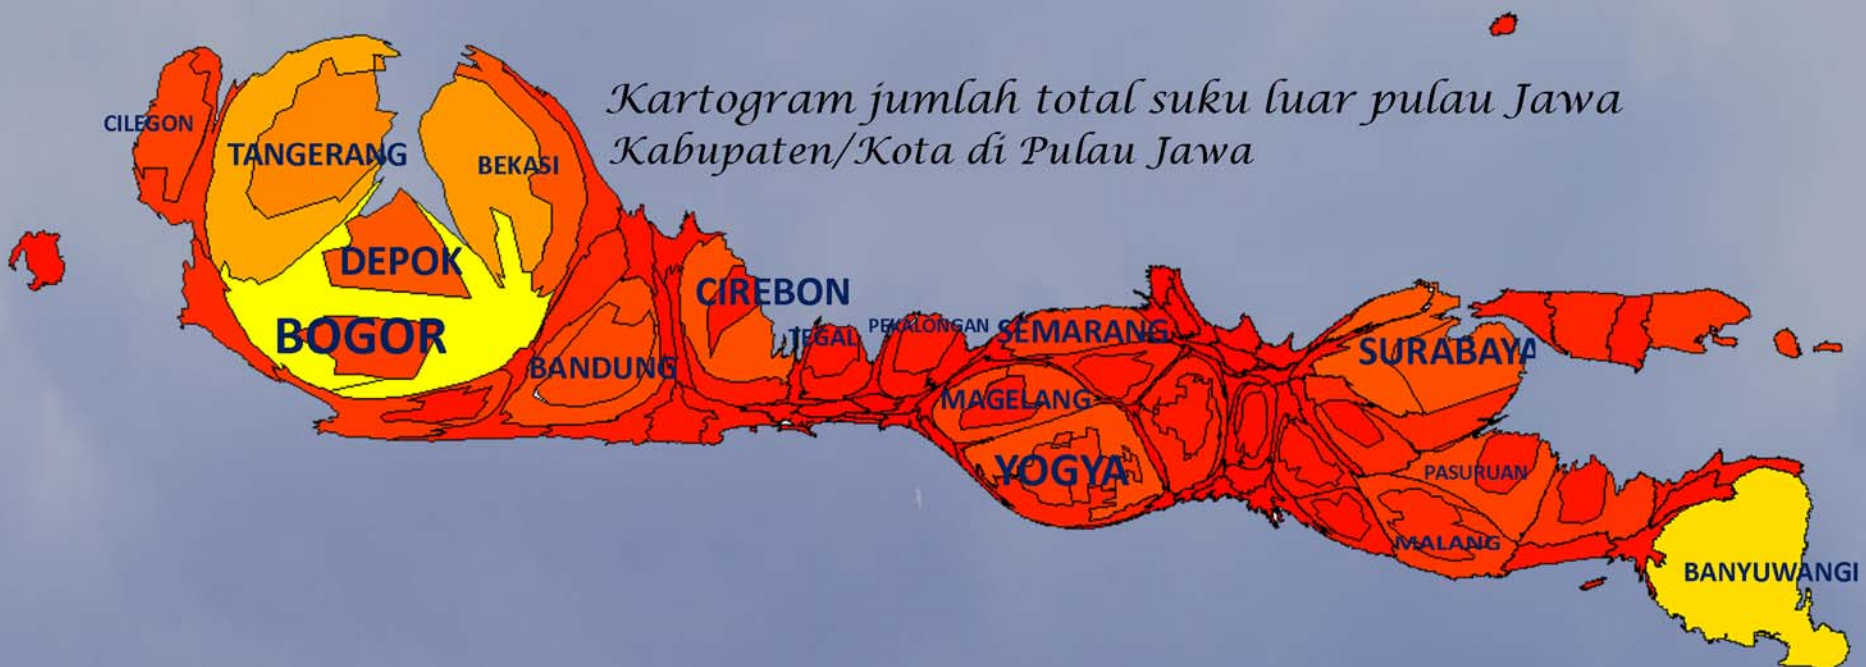 Kartogram jumlah total suku luar pulau Jawa
Kabupaten/Kota di Pulau Jawa
CILEGON
TANGERANG
BEKASI
DEPOK
BOGOR
BANDUNG
CIREBON
TEGAL
PEKALONGAN
SEMARANG
MAGELANG
YOGYA
SURABAYA
PASURUAN
MALANG
BANYUWANGI